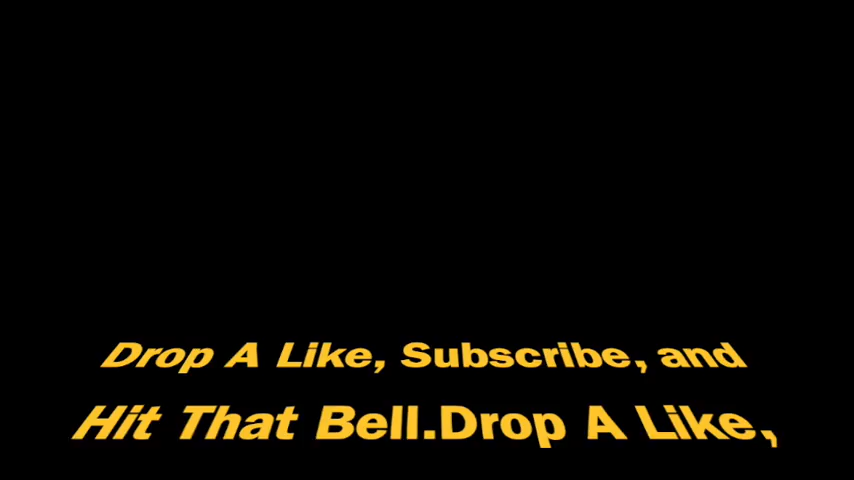 Drop A Like, Subscribe, and
Hit That Bell.Drop A Like,